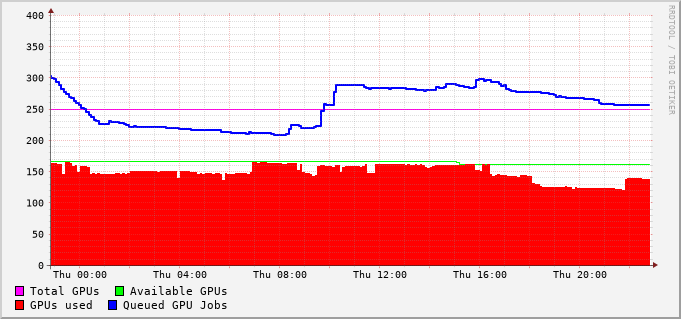 400
350
300
250
200
150
100
50
0
Thu 00:00 Thu 04:00 Thu 08:00 Thu 12:00 Thu 16:00 Thu 20:00
Total GPUs Available GPUs
GPUs used Queued GPU Jobs
RRDTOOL / TOBI OETIKER